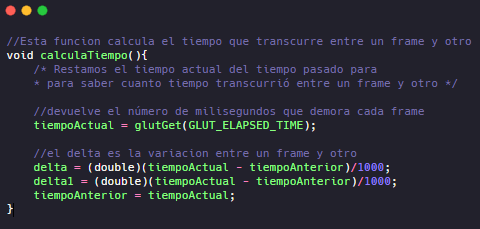 //Esta funcion calcula el tiempo que transcurre entre un frame y otro
void calculaTiempo(){
/* Restamos el tiempo actual del tiempo pasado para
* para saber cuanto tiempo transcurrió entre un frame y otro */
//devuelve el número de milisegundos que demora cada frame
tiempoActual = glutGet(GLUT_ELAPSED_TIME);
//el delta es la variacion entre un frame y otro
delta = (double)(tiempoActual - tiempoAnterior)/1000;
delta1 = (double)(tiempoActual - tiempoAnterior)/1000;
tiempoAnterior = tiempoActual;
}